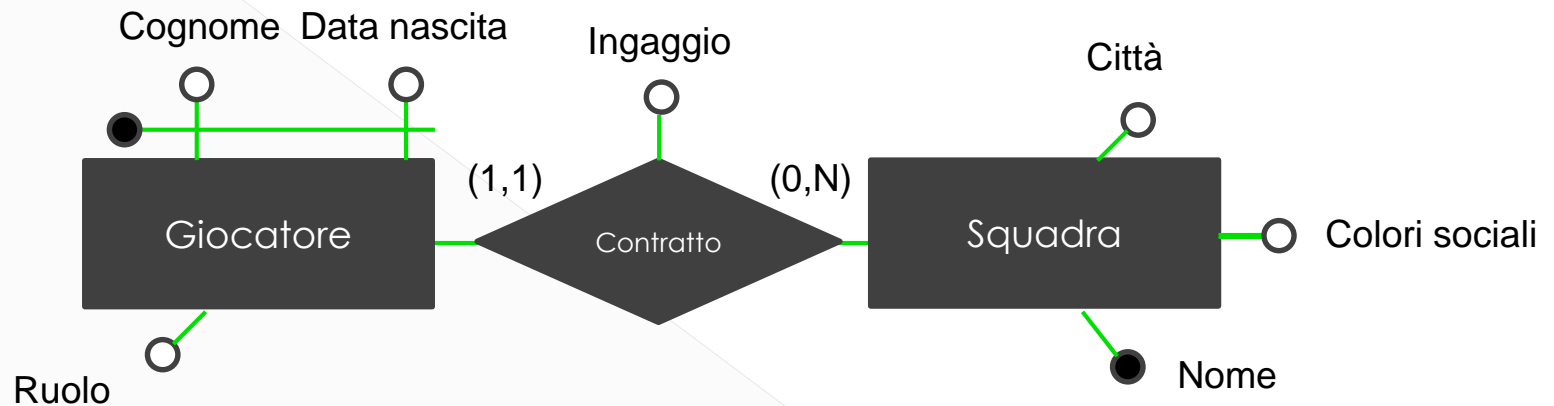 Cognome Data nascita
Ingaggio
Città
(1,1)
(0,N)
Giocatore
Contratto
Squadra
Colori sociali
Ruolo
Nome